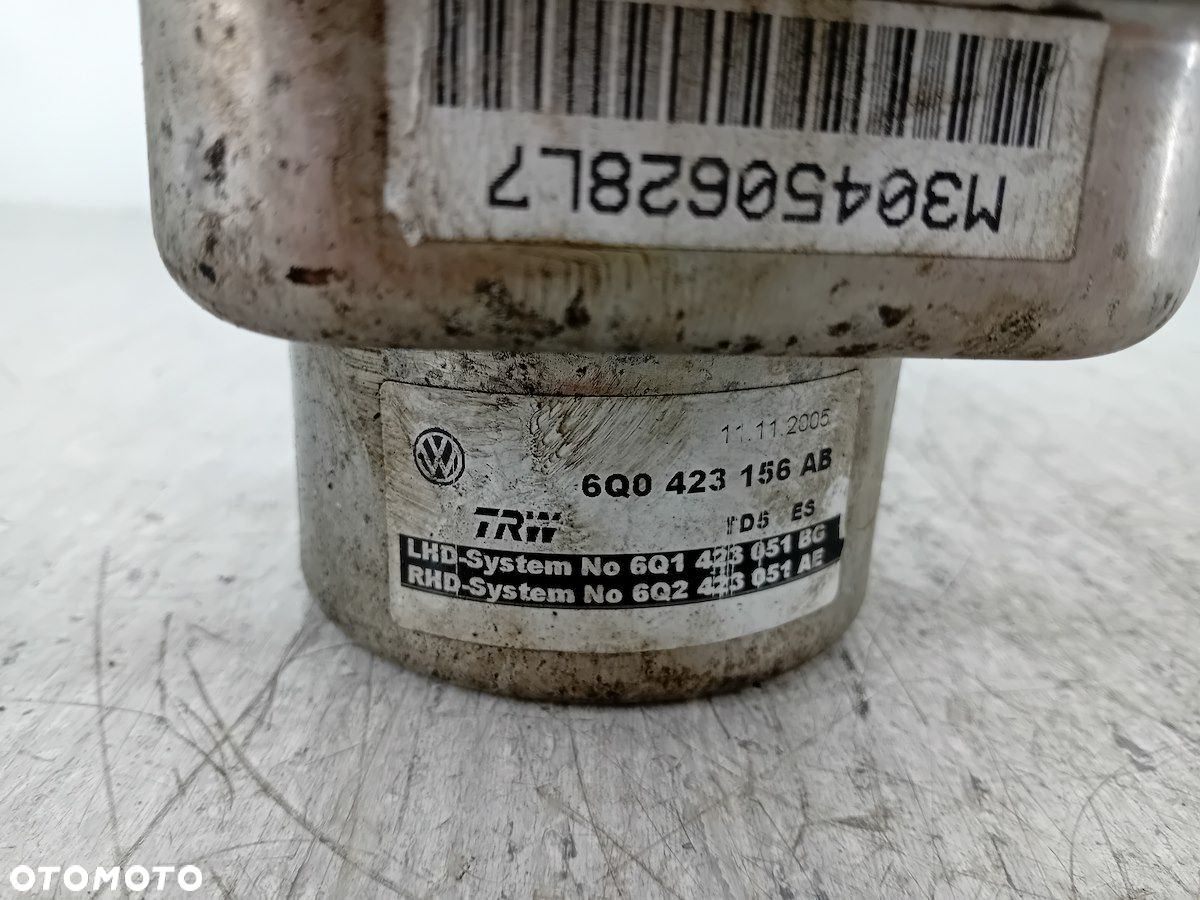 M30450628L7
11.11.2005
6Q0 423 156 AB
TRW
ID5 ES
LHD-System No 6Q1 423 051 BG
RHD-System No 6Q2 423 051 AE
OTOMOTO